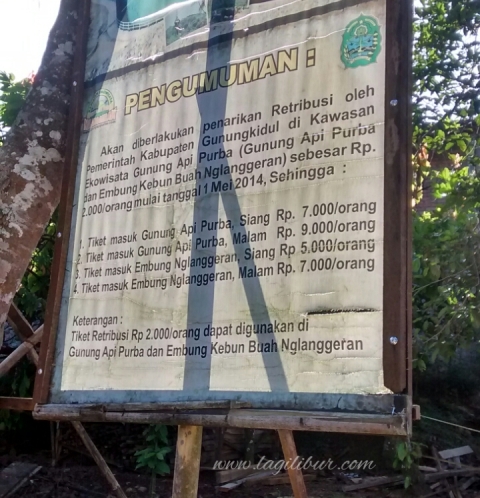 PENGUMUMAN :
Akan diberlakukan penarikan Retribusi oleh
Pemerintah Kabupaten Gunungkidul di Kawasan
Ekowisata Gunung Api Purba (Gunung Api Purba
dan Embung Kebun Buah Nglanggeran) sebesar Rp.
2.000/orang mulai tanggal 1 Mei 2014, Sehingga :
1. Tiket masuk Gunung Api Purba, Siang Rp. 7.000/orang
2. Tiket masuk Gunung Api Purba, Malam Rp. 9.000/orang
3. Tiket masuk Embung Nglanggeran, Siang Rp 5.000/orang
4. Tiket masuk Embung Nglanggeran, Malam Rp. 7.000/orang
Keterangan :
Tiket Retribusi Rp 2.000/orang dapat digunakan di
Gunung Api Purba dan Embung Kebun Buah Nglanggeran
www.lagilibur.com